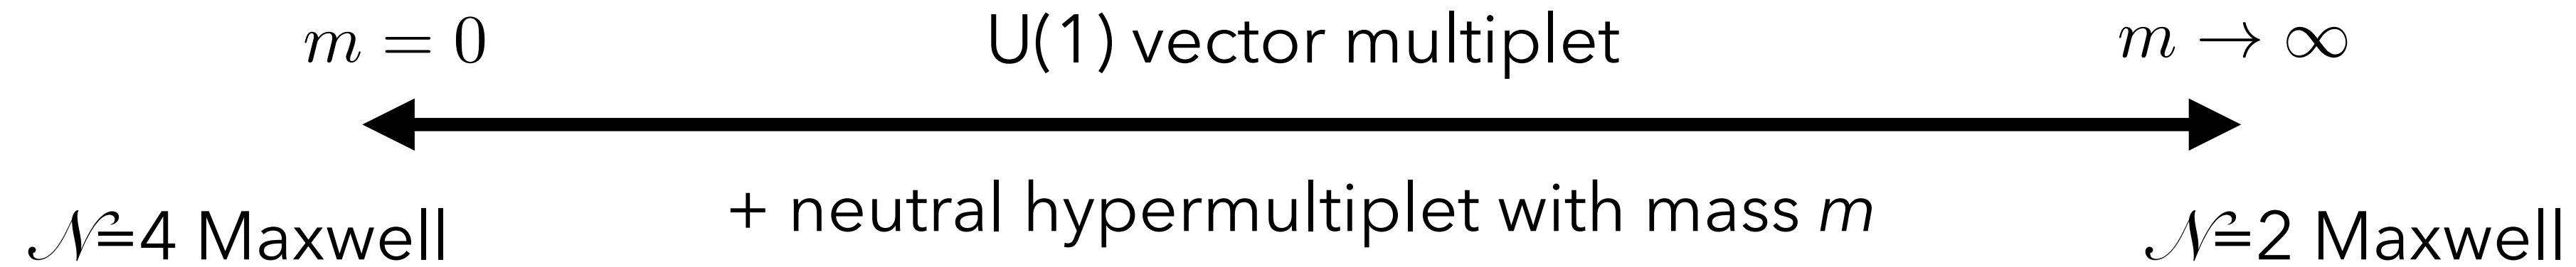 m = 0 U(1) vector multiplet m → ∞
𝒩=4 Maxwell + neutral hypermultiplet with mass m 𝒩=2 Maxwell